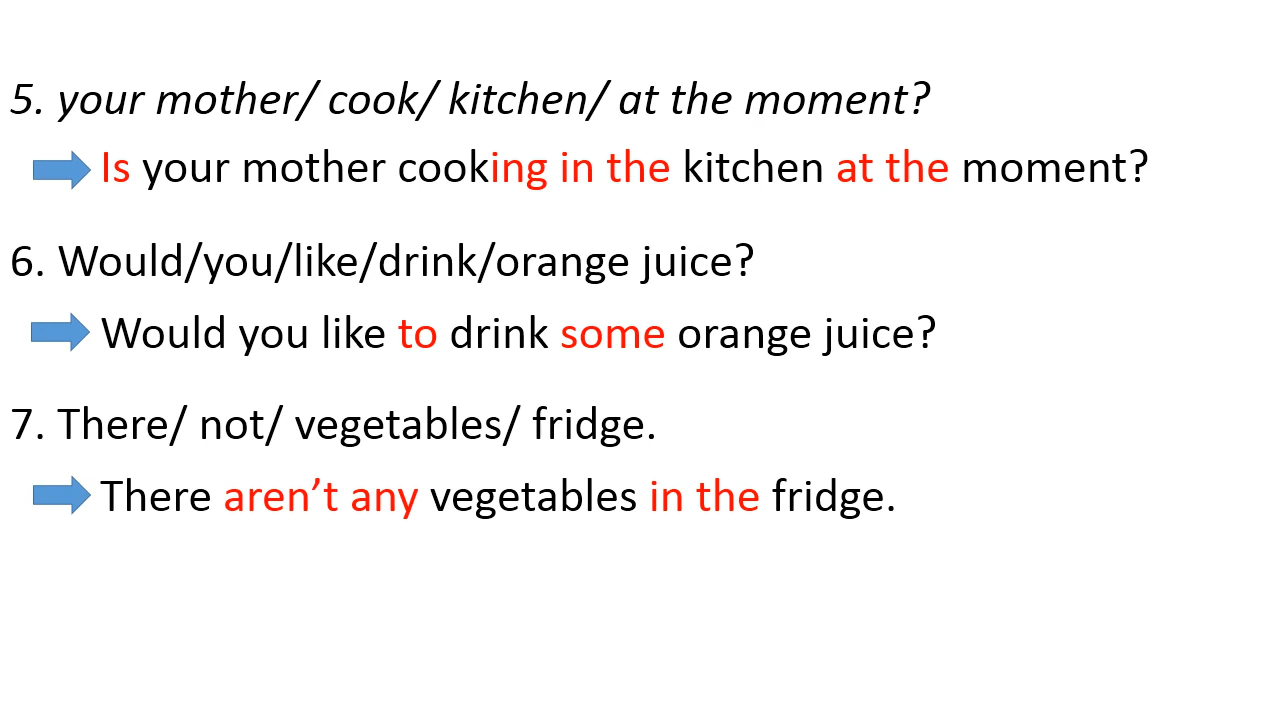 5. your mother/ cook/ kitchen/ at the moment?
Is your mother cooking in the kitchen at the moment?
6. Would/you/like/drink/orange juice?
Would you like to drink some orange juice?
7. There/ not/ vegetables/ fridge.
There aren’t any vegetables in the fridge.